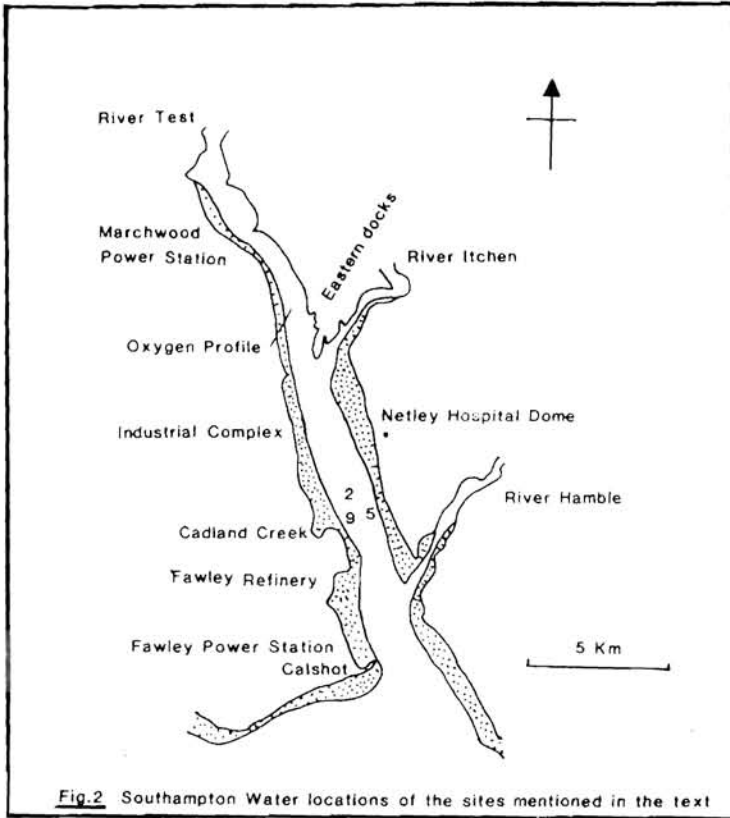 River Test
Eastern docks
Marchwood
Power Station
River Itchen
Oxygen Profile
Netley Hospital Dome
Industrial Complex
2
River Hamble
9 5
Cadland Creek
Fawley Refinery
5 Km
Fawley Power Station
Calshot
Fig.2 Southampton Water locations of the sites mentioned in the text